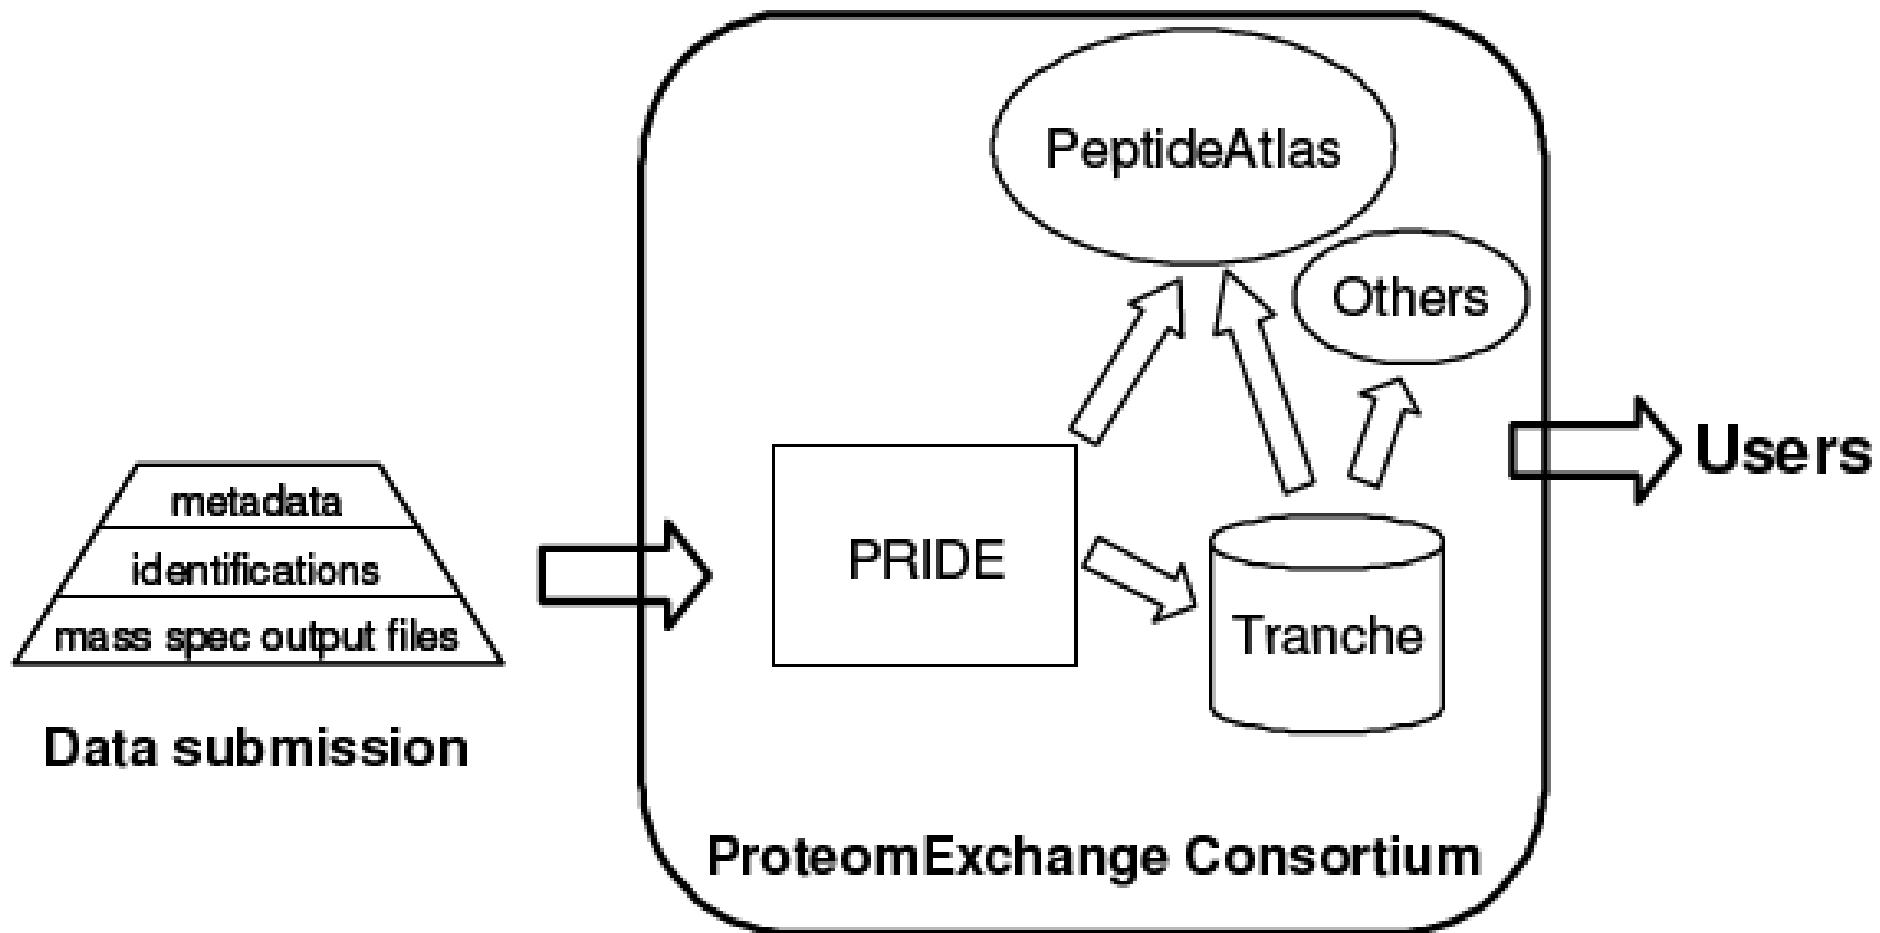 metadata
identifications
mass spec output files
Data submission
PeptideAtlas
Others
PRIDE
Tranche
ProteomExchange Consortium
Users